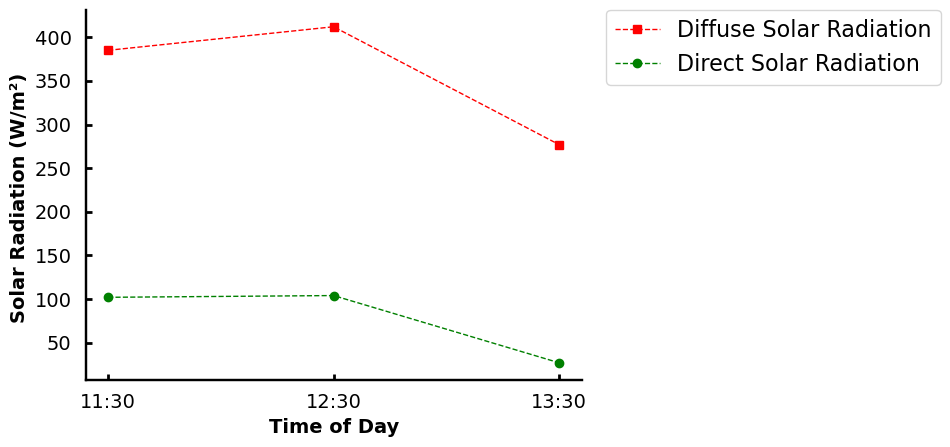 Diffuse Solar Radiation
Direct Solar Radiation
Solar Radiation (W/m²)
400
350
300
250
200
150
100
50
11:30 12:30 13:30
Time of Day